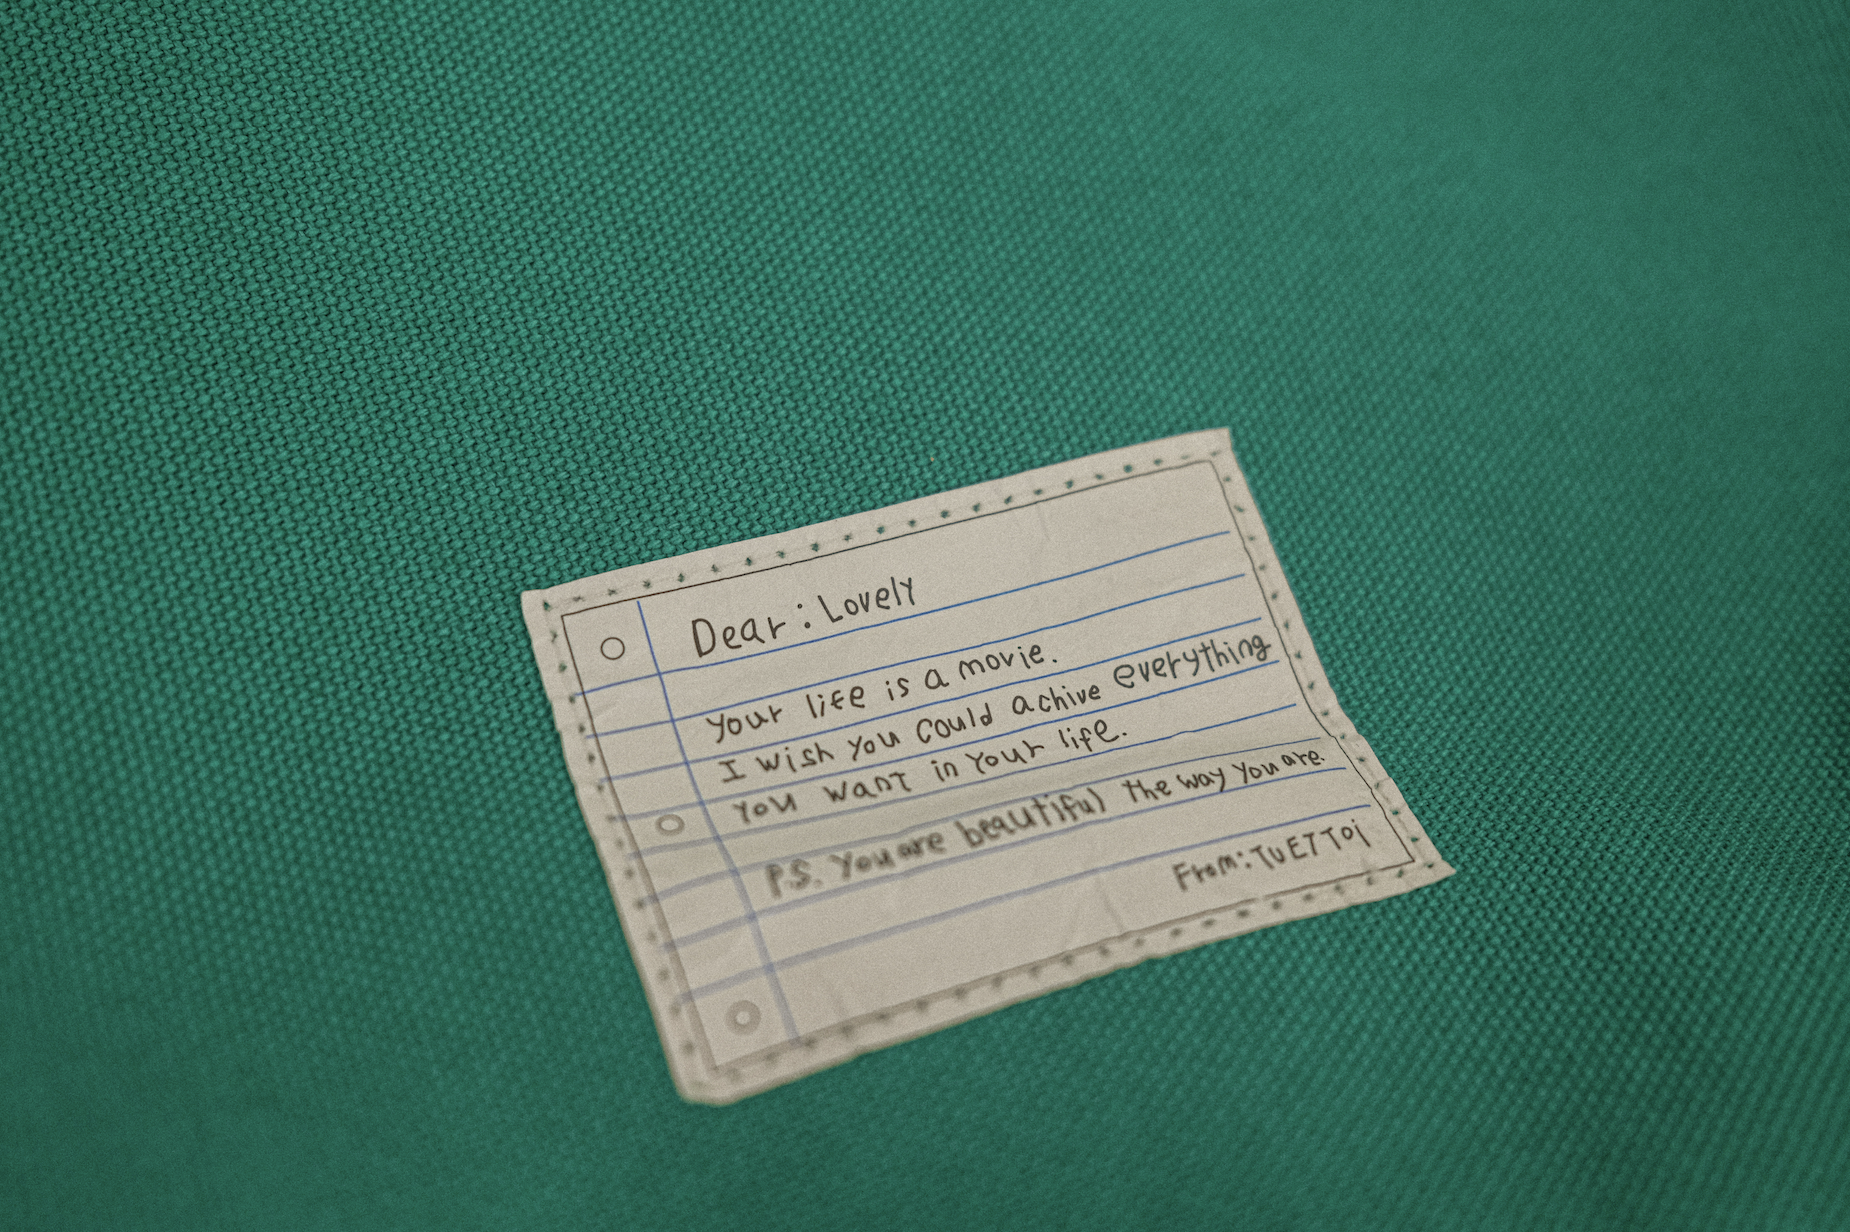 Dear: Lovely
Your life is a movie.
I wish you could achive everything
you want in your life.
P.S. You are beautiful the way you are.
From: TUETTOi